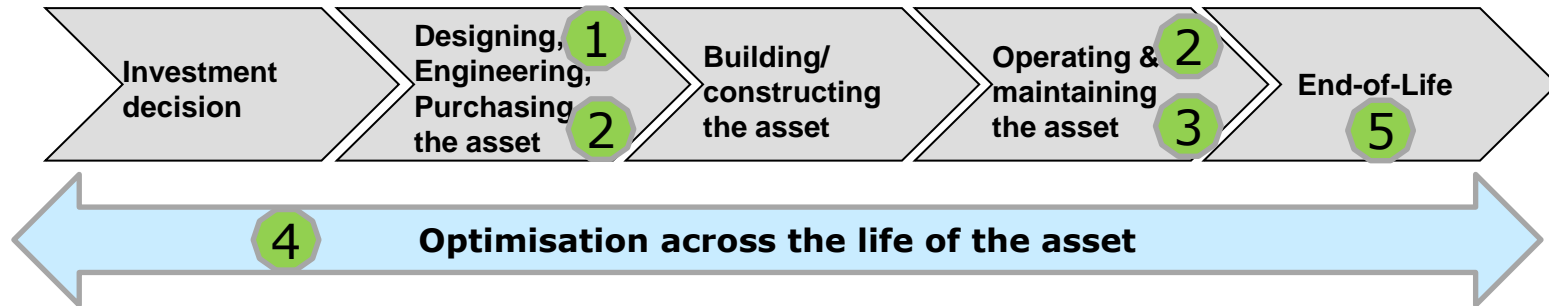 Investment
decision
Designing,
Engineering,
Purchasing
the asset
1
2
Building/
constructing
the asset
Operating &
maintaining
the asset
2
3
End-of-Life
5
4
Optimisation across the life of the asset